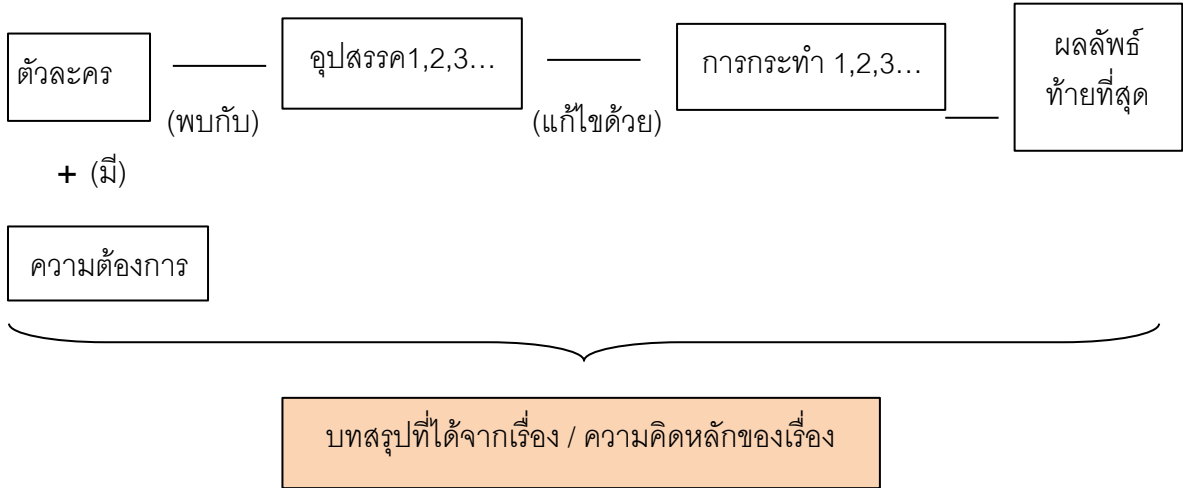 ตัวละคร
(พบกับ)
อุปสรรค1,2,3...
(แก้ไขด้วย)
การกระทำ 1,2,3...
ผลลัพธ์
ท้ายที่สุด
+ (มี)
ความต้องการ
บทสรุปที่ได้จากเรื่อง / ความคิดหลักของเรื่อง